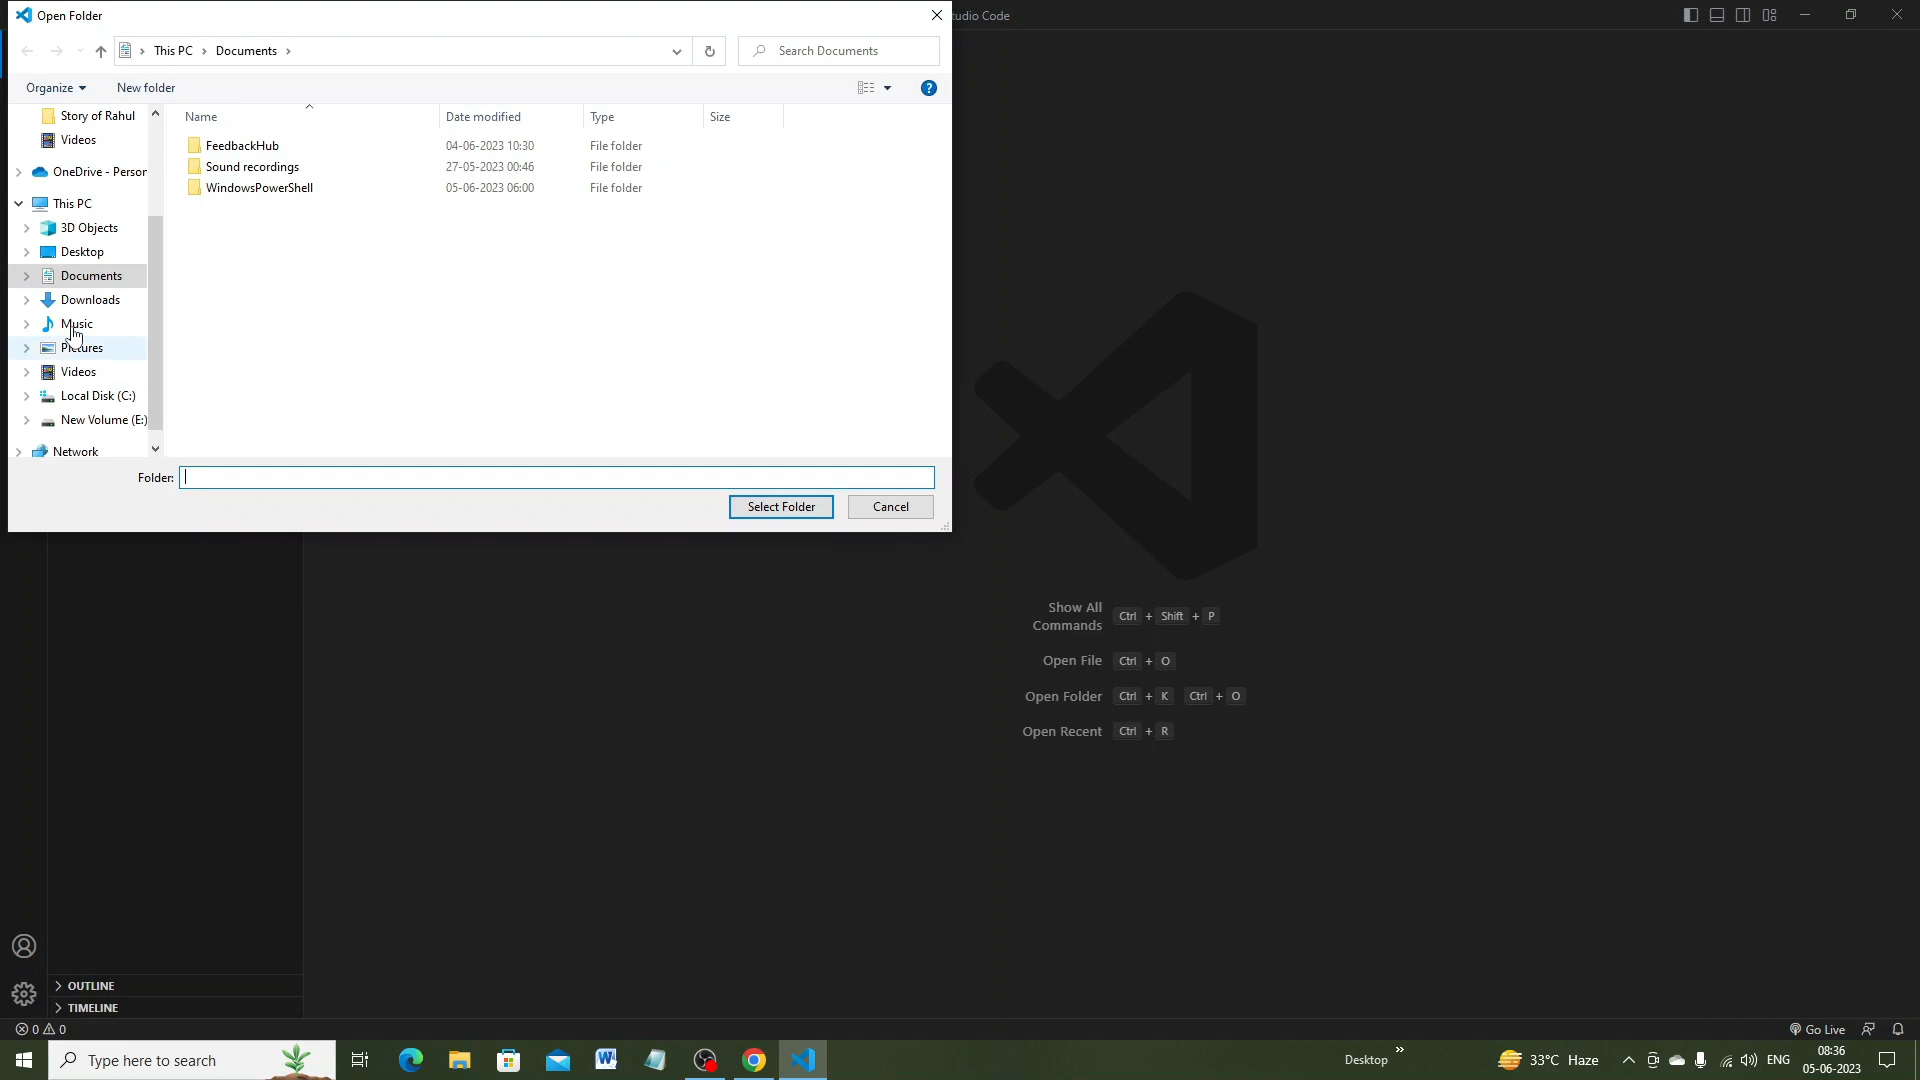 Open Folder
tudio Code
This PC
Documents
Search Documents
Organize
New folder
Story of Rahul
Videos
OneDrive - Person
This PC
3D Objects
Desktop
Documents
Downloads
Music
Pictures
Videos
Local Disk (C:)
New Volume (E:)
Network
Name
Date modified
Type
Size
FeedbackHub
04-06-2023 10:30
File folder
Sound recordings
27-05-2023 00:46
File folder
WindowsPowerShell
05-06-2023 06:00
File folder
Folder:
Select Folder
Cancel
Show All
Commands
Ctrl + Shift + P
Open File
Ctrl + O
Open Folder
Ctrl + K Ctrl + O
Open Recent
Ctrl + R
OUTLINE
TIMELINE
0 0
Go Live
Type here to search
Desktop
33°C Haze
ENG
08:36
05-06-2023